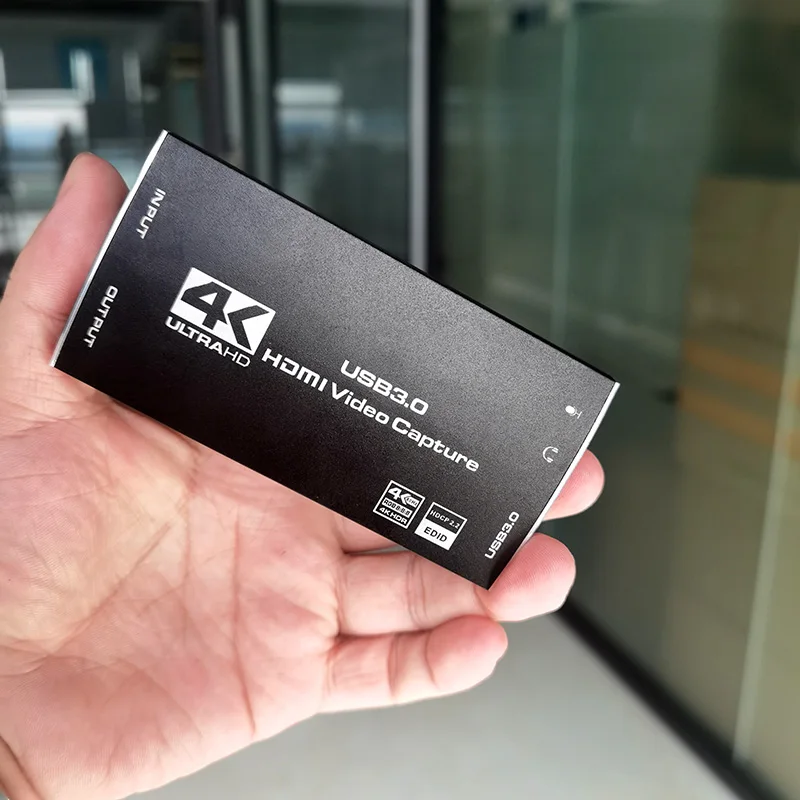 INPUT
OUTPUT
4K
ULTRAHD
USB3.0
HDMI Video Capture
4K
4K HDR
HDCP 2.2
EDID
USB3.0